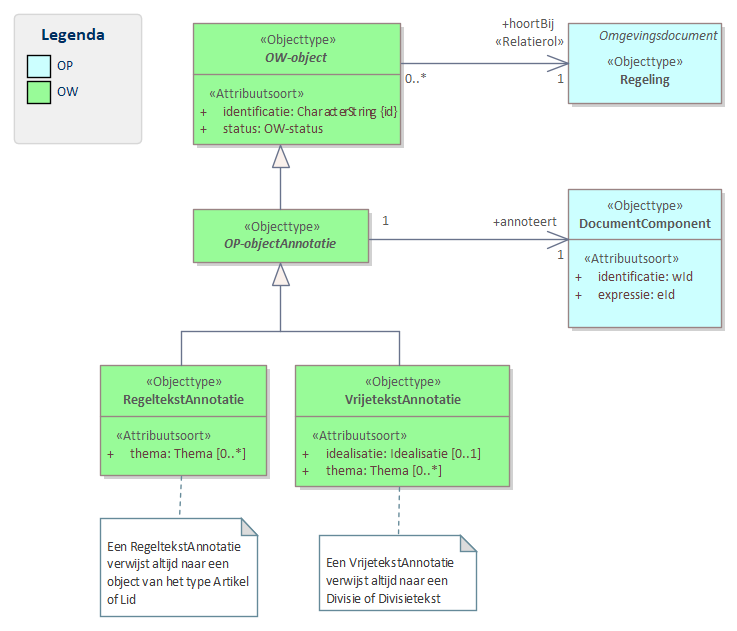 Legenda
OP
OW
«Objecttype»
OW-object
«Attribuutsoort»
+ identificatie: CharacterString {id}
+ status: OW-status
+hoortBij
«Relatierol»
0..*
1
Omgevingsdocument
«Objecttype»
Regeling
«Objecttype»
OP-objectAnnotatie
1
+annoteert
1
«Objecttype»
DocumentComponent
«Attribuutsoort»
+ identificatie: wId
+ expressie: eId
«Objecttype»
RegeltekstAnnotatie
«Attribuutsoort»
+ thema: Thema [0..*]
«Objecttype»
VrijetekstAnnotatie
«Attribuutsoort»
+ idealisatie: Idealisatie [0..1]
+ thema: Thema [0..*]
Een RegeltekstAnnotatie
verwijst altijd naar een
object van het type Artikel
of Lid
Een VrijetekstAnnotatie
verwijst altijd naar een
Divisie of Divisietekst